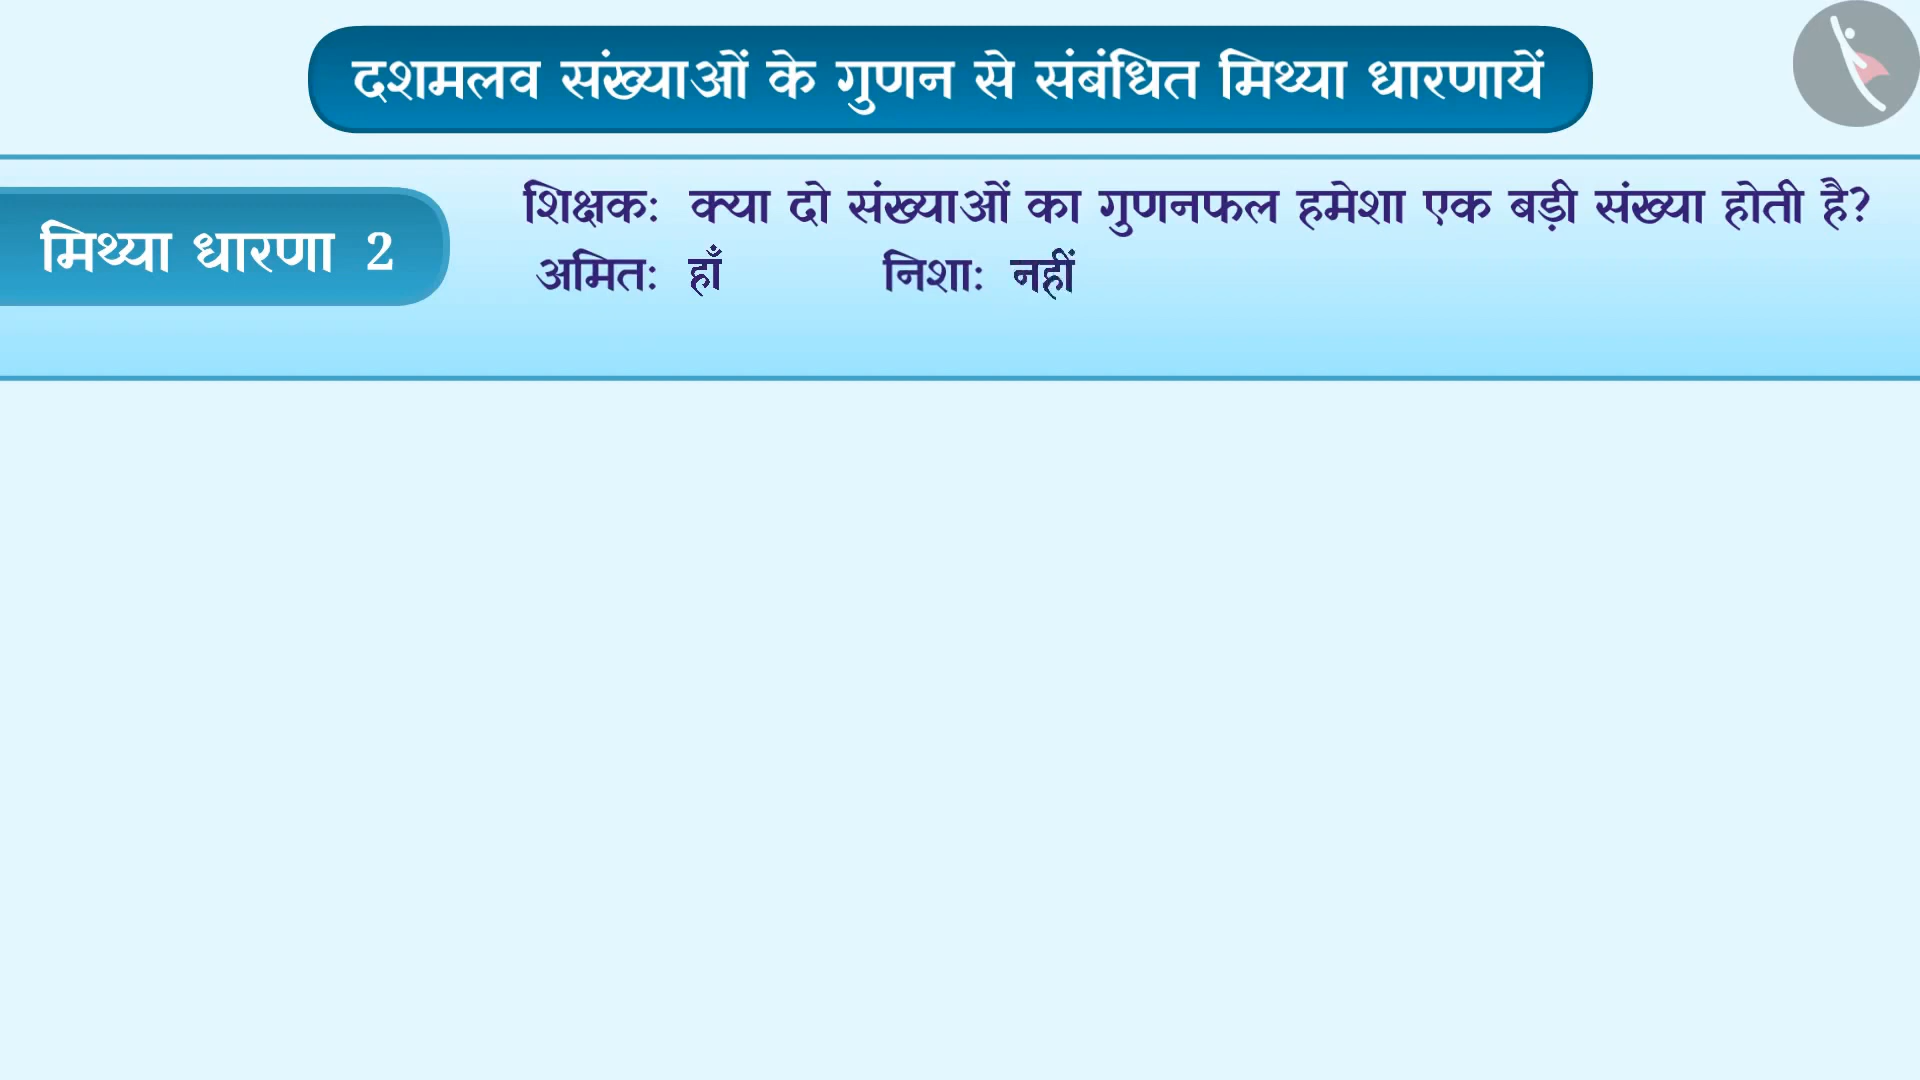 दशमलव संख्याओं के गुणन से संबंधित मिथ्या धारणायें
मिथ्या धारणा 2
शिक्षक: क्या दो संख्याओं का गुणनफल हमेशा एक बड़ी संख्या होती है?
अमित: हाँ निशा: नहीं